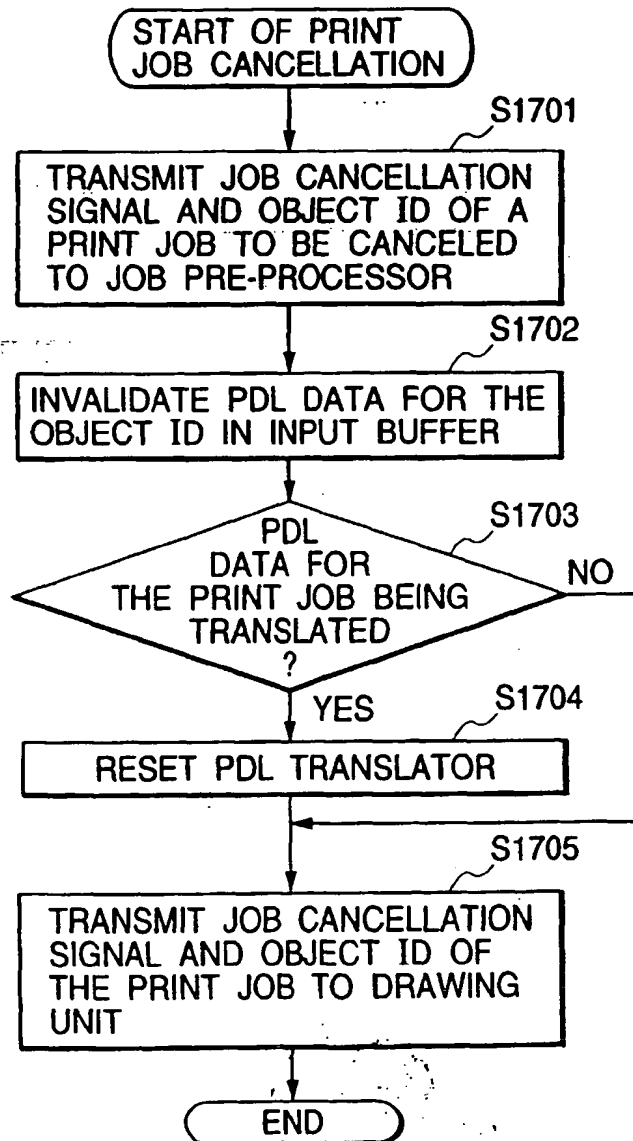 START OF PRINT
JOB CANCELLATION
S1701
TRANSMIT JOB CANCELLATION
SIGNAL AND OBJECT ID OF A
PRINT JOB TO BE CANCELED
TO JOB PRE-PROCESSOR
S1702
INVALIDATE PDL DATA FOR THE
OBJECT ID IN INPUT BUFFER
S1703
PDL
DATA FOR
THE PRINT JOB BEING
TRANSLATED
?
NO
YES
S1704
RESET PDL TRANSLATOR
S1705
TRANSMIT JOB CANCELLATION
SIGNAL AND OBJECT ID OF
THE PRINT JOB TO DRAWING
UNIT
END